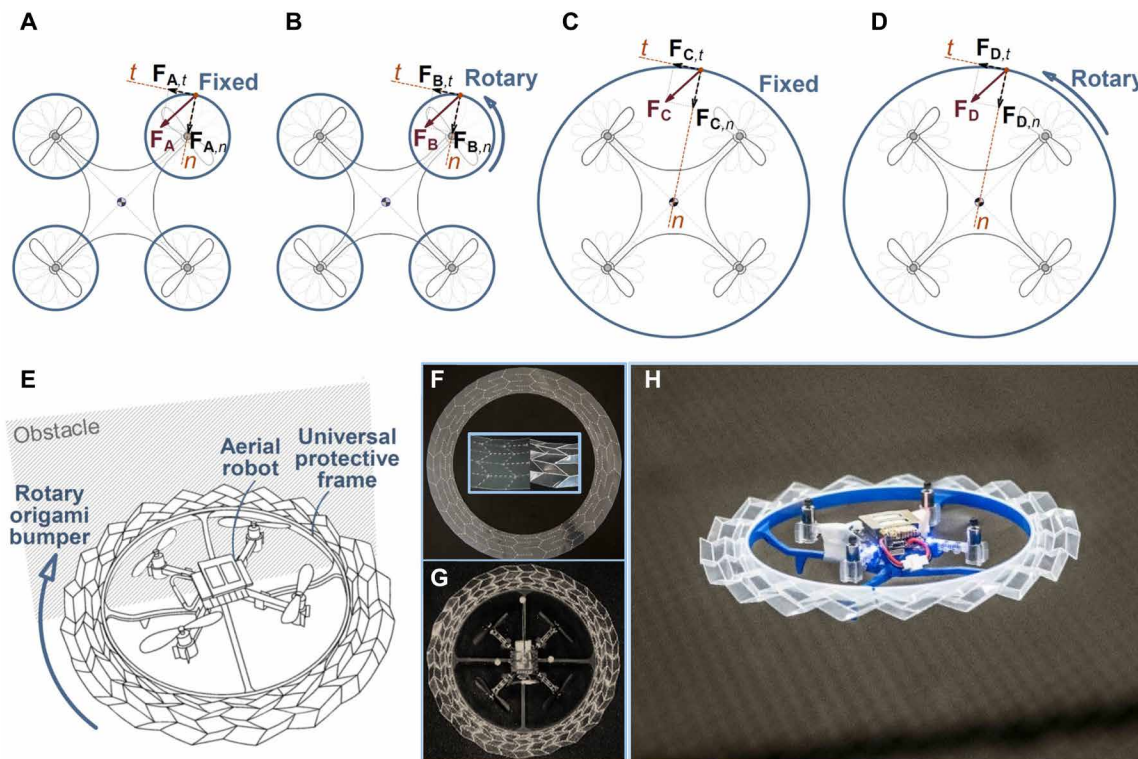 A
B
C
D
t
F_A,t
Fixed
F_A
F_A,n
n
t
F_B,t
Rotary
F_B
F_B,n
n
t
F_C,t
Fixed
F_C
F_C,n
n
t
F_D,t
Rotary
F_D
F_D,n
n
E
Obstacle
Aerial
robot
Universal
protective
frame
Rotary
origami
bumper
F
G
H